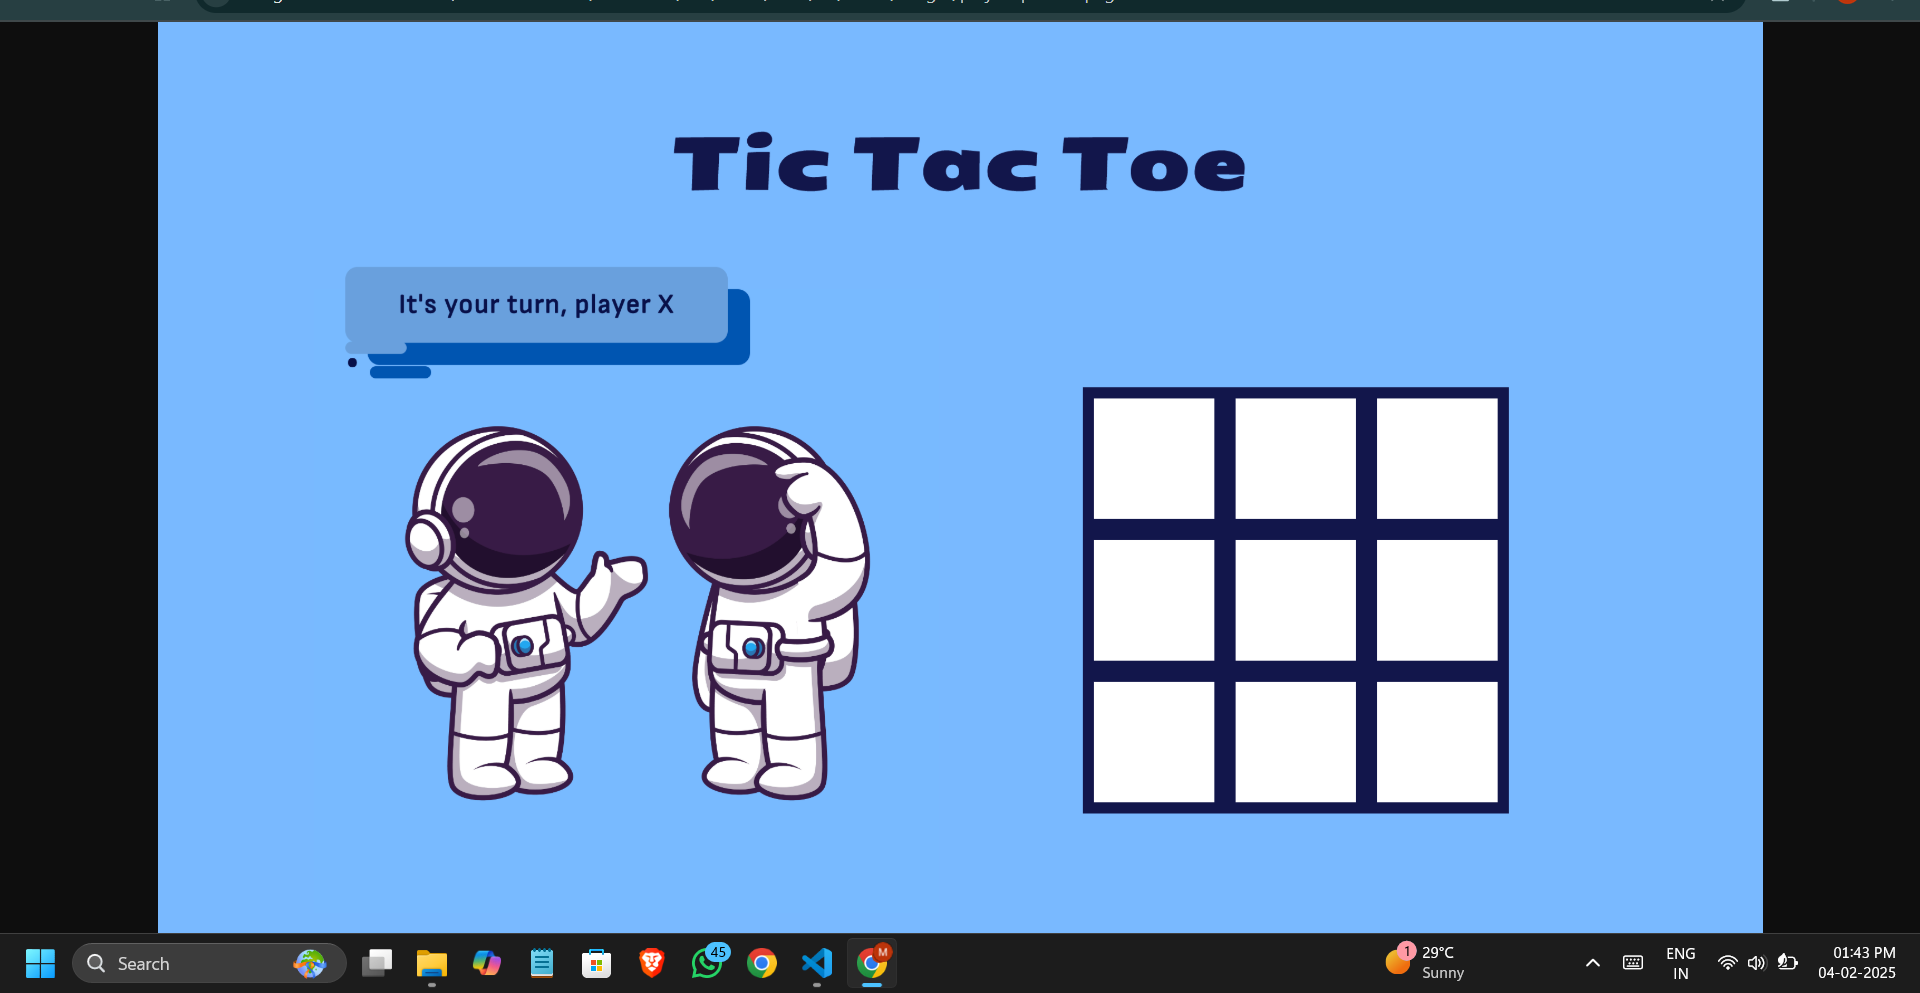 Tic Tac Toe
It's your turn, player X
Search
45
M
1
29°C
Sunny
ENG
IN
01:43 PM
04-02-2025